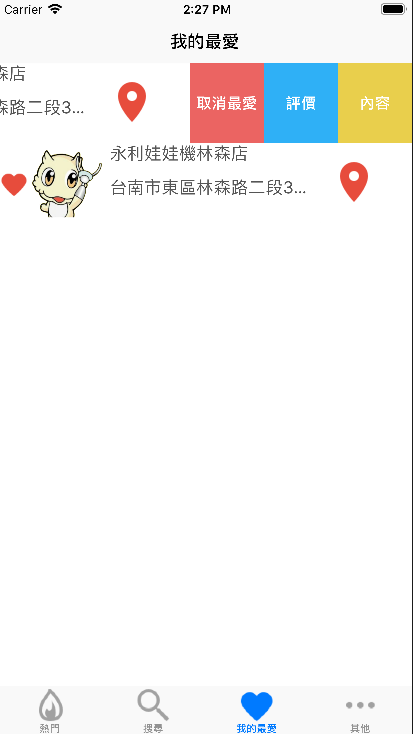 Carrier 2:27 PM
我的最愛
森店
森路二段3...
取消最愛 評價 內容
永利娃娃機林森店
台南市東區林森路二段3...
熱門 搜尋 我的最愛 其他